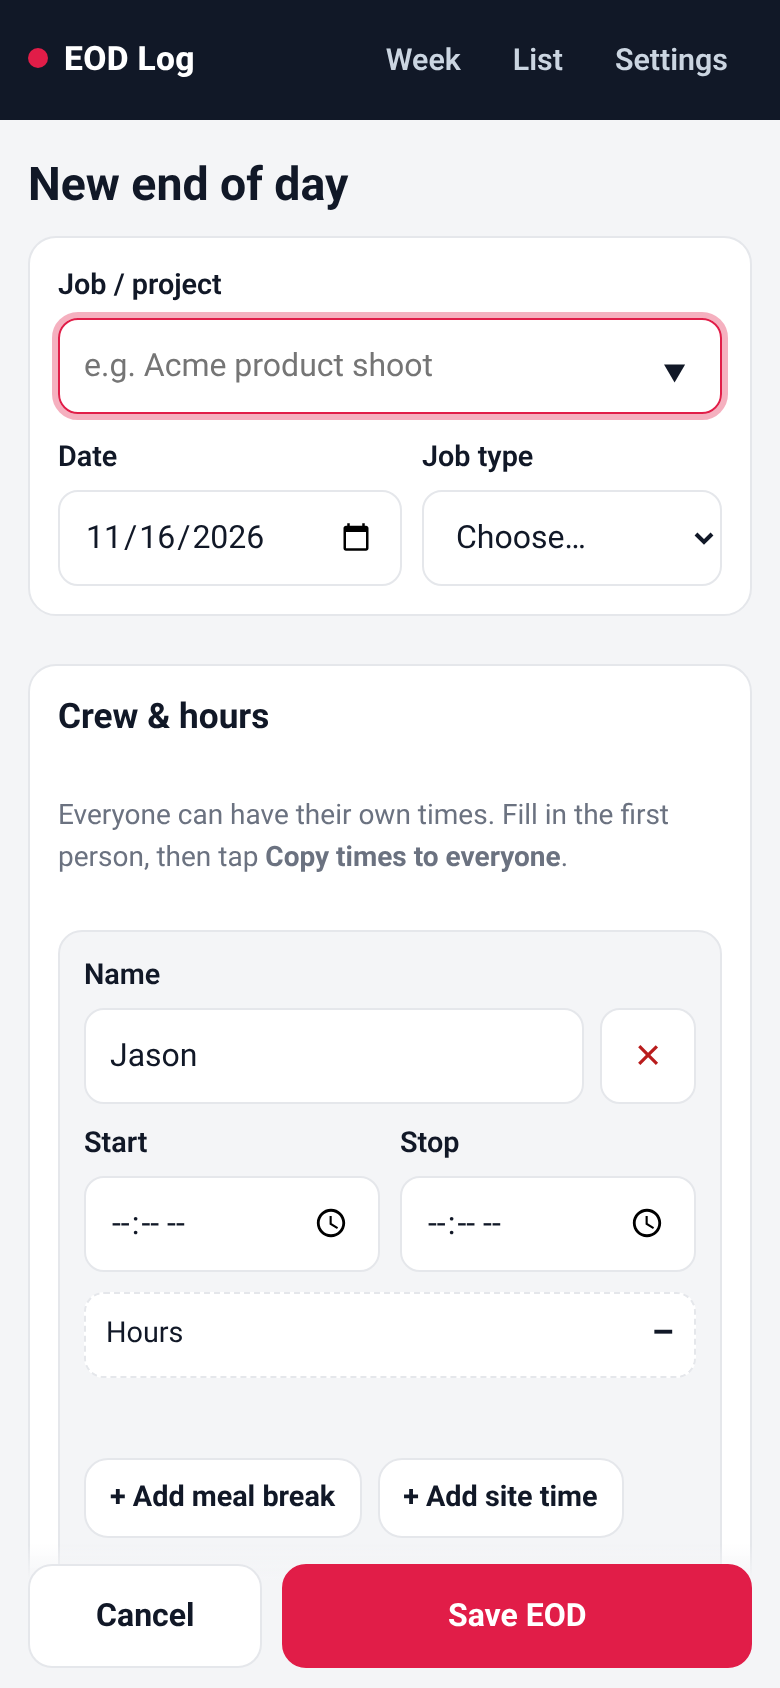 EOD Log Week List Settings
New end of day
Job / project
e.g. Acme product shoot
Date Job type
11/16/2026 Choose...
Crew & hours
Everyone can have their own times. Fill in the first
person, then tap Copy times to everyone.
Name
Jason
Start Stop
--:-- -- --:-- --
Hours –
+ Add meal break + Add site time
Cancel Save EOD